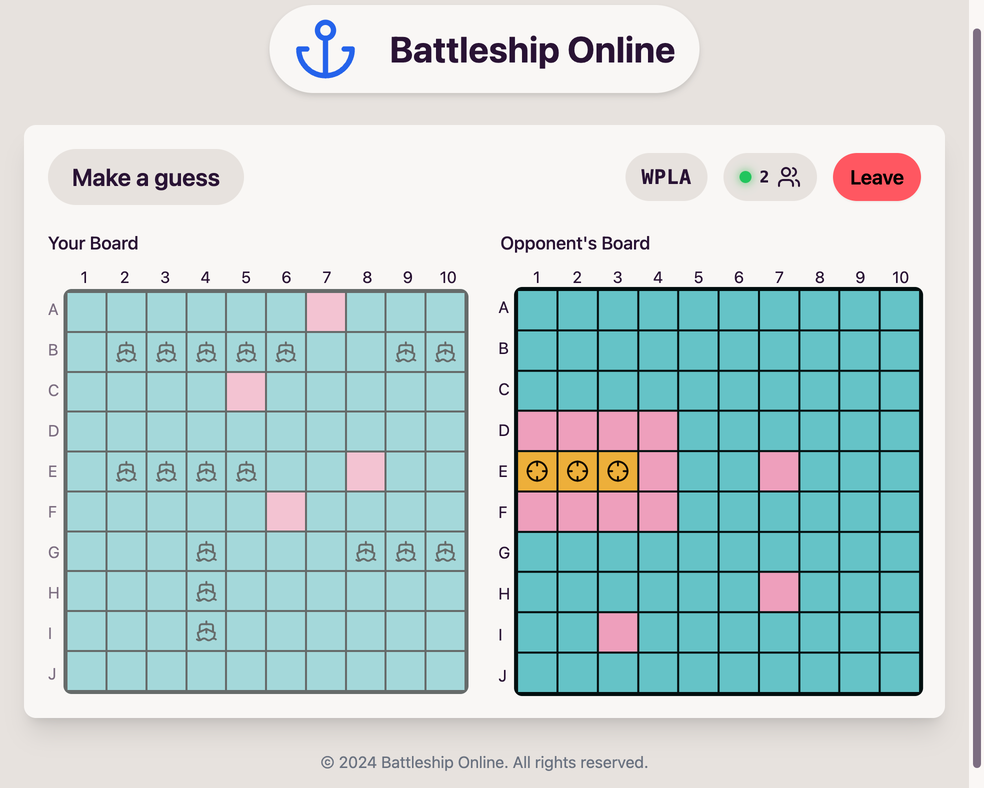 Battleship Online
Make a guess
WPLA
2
Leave
Your Board
1 2 3 4 5 6 7 8 9 10
A
B
C
D
E
F
G
H
I
J
Opponent's Board
1 2 3 4 5 6 7 8 9 10
A
B
C
D
E
F
G
H
I
J
© 2024 Battleship Online. All rights reserved.